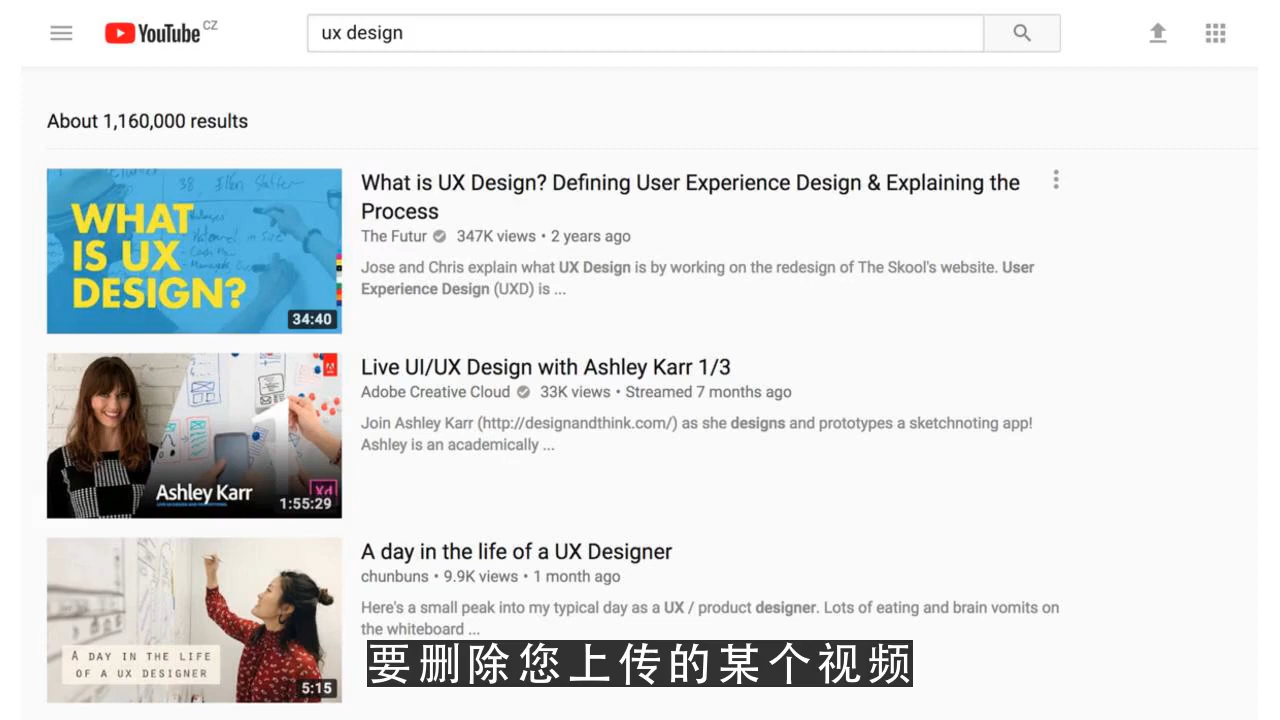 YouTube CZ
ux design
About 1,160,000 results
WHAT
IS UX
DESIGN?
34:40
What is UX Design? Defining User Experience Design & Explaining the
Process
The Futur 347K views • 2 years ago
Jose and Chris explain what UX Design is by working on the redesign of The Skool's website. User
Experience Design (UXD) is ...
Ashley Karr
Xd
1:55:29
Live UI/UX Design with Ashley Karr 1/3
Adobe Creative Cloud 33K views • Streamed 7 months ago
Join Ashley Karr (http://designandthink.com/) as she designs and prototypes a sketchnoting app!
Ashley is an academically ...
A DAY IN THE LIFE
OF A UX DESIGNER
5:15
A day in the life of a UX Designer
chunbuns • 9.9K views • 1 month ago
Here's a small peak into my typical day as a UX / product designer. Lots of eating and brain vomits on
the whiteboard ...
要删除您上传的某个视频